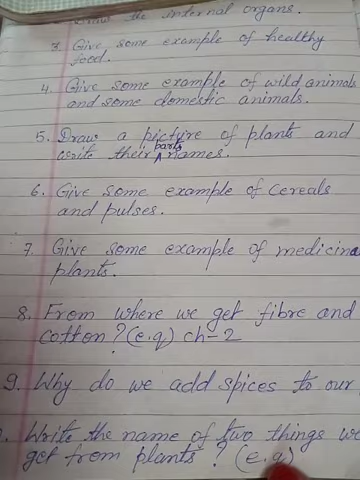 Draw the internal organs.
3. Give some example of healthy
food.
4. Give some example of wild animals
and some domestic animals.
5. Draw a picture of plants and
write their parts names.
6. Give some example of cereals
and pulses.
7. Give some example of medicina
plants.
8. From where we get fibre and
cotton? (e.q) ch-2
9. Why do we add spices to our
. Write the name of two things we
get from plants? (e.q)